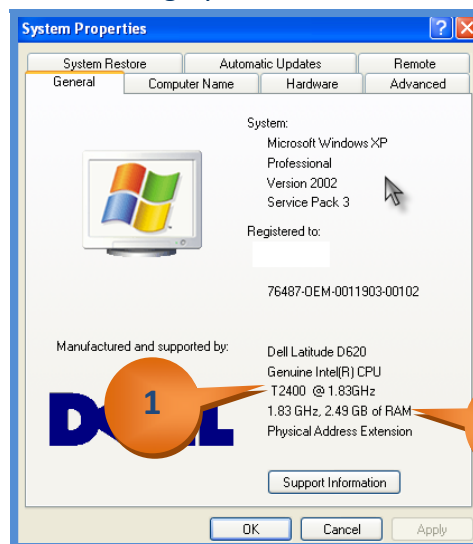 System Properties
System Restore Automatic Updates Remote
General Computer Name Hardware Advanced
System:
Microsoft Windows XP
Professional
Version 2002
Service Pack 3
Registered to:
76487-OEM-0011903-00102
Manufactured and supported by:
Dell Latitude D620
Genuine Intel(R) CPU
T2400 @ 1.83GHz
1.83 GHz, 2.49 GB of RAM
Physical Address Extension
1
Support Information
OK Cancel Apply